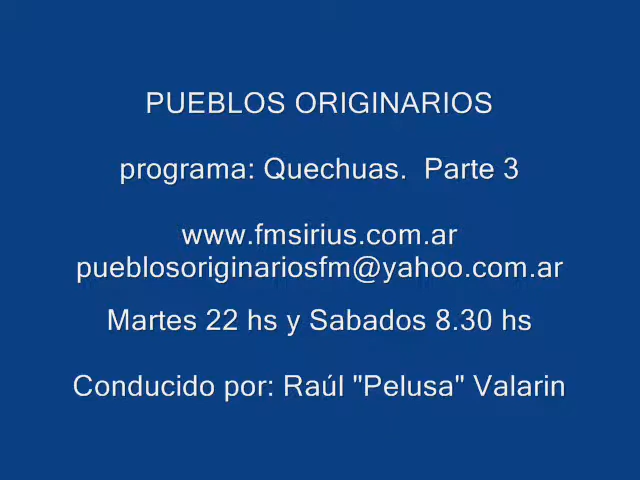 PUEBLOS ORIGINARIOS
programa: Quechuas.  Parte 3
www.fmsirius.com.ar
pueblosoriginariosfm@yahoo.com.ar
Martes 22 hs y Sabados 8.30 hs
Conducido por: Raúl "Pelusa" Valarin